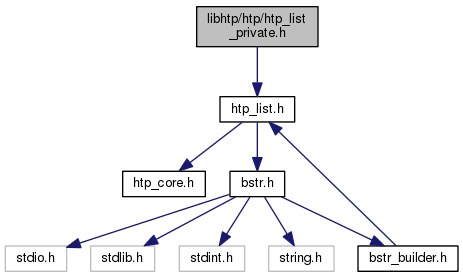 libhtp/htp/htp_list
_private.h
htp_list.h
htp_core.h
bstr.h
stdio.h
stdlib.h
stdint.h
string.h
bstr_builder.h